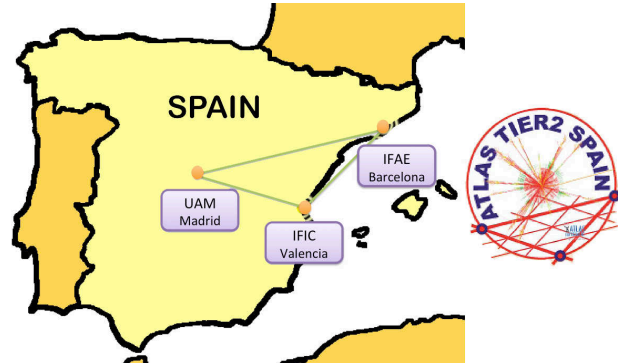 SPAIN
IFAE
Barcelona
UAM
Madrid
IFIC
Valencia
ATLAS TIER2 SPAIN